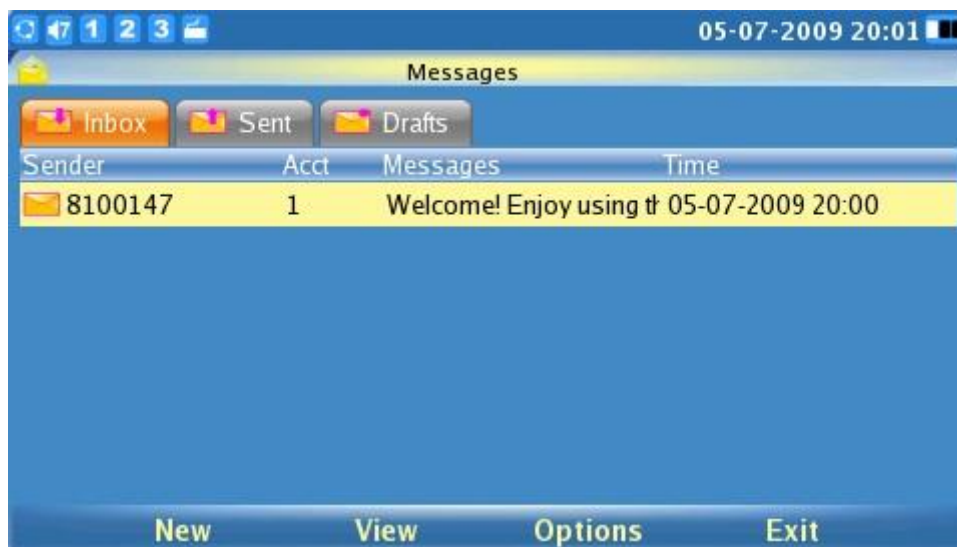 7 1 2 3 05-07-2009 20:01
Messages
Inbox Sent Drafts
Sender Acct Messages Time
8100147 1 Welcome! Enjoy using 05-07-2009 20:00
New View Options Exit